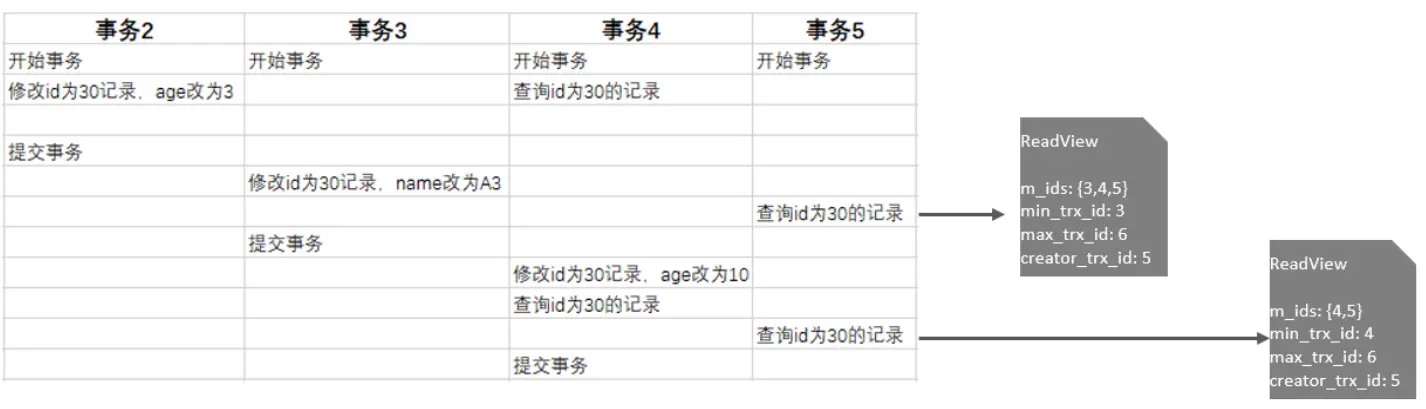 事务2 事务3 事务4 事务5
开始事务 开始事务 开始事务 开始事务
修改id为30记录，age改为3 查询id为30的记录
提交事务
修改id为30记录，name改为A3
查询id为30的记录
提交事务
修改id为30记录，age改为10
查询id为30的记录
查询id为30的记录
提交事务
ReadView
m_ids: {3,4,5}
min_trx_id: 3
max_trx_id: 6
creator_trx_id: 5
ReadView
m_ids: {4,5}
min_trx_id: 4
max_trx_id: 6
creator_trx_id: 5